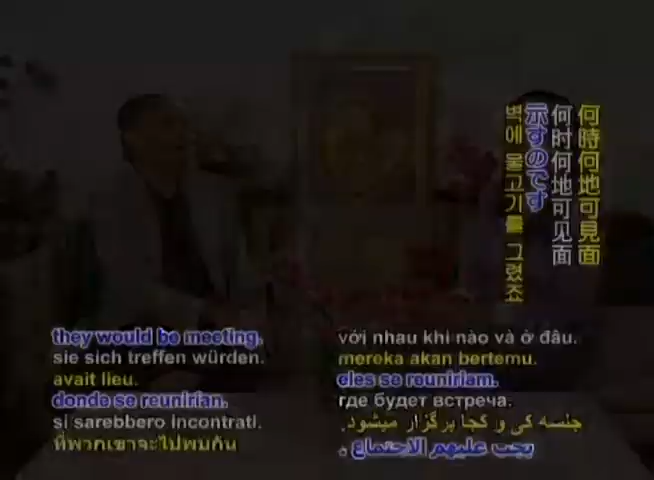 何時何地可見面
何时何地可见面
示すのです
벽에 물고기를 그렸죠
they would be meeting.
sie sich treffen würden.
avait lieu.
donde se reunirían.
si sarebbero incontrati.
ที่พวกเขาจะไปพบกัน
với nhau khi nào và ở đâu.
mereka akan bertemu.
eles se reuniriam.
где будет встреча.
جلسه کی و کجا برگزار میشود.
يجب عليهم الاجتماع .